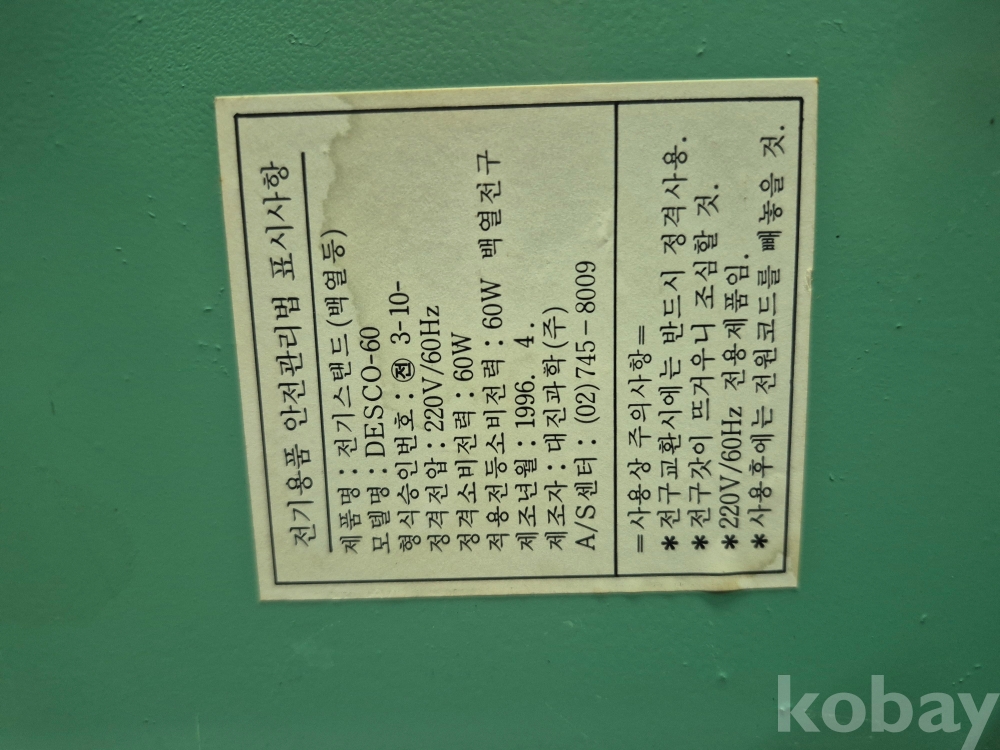 전기용품 안전관리법 표시사항
제품명 : 전기스탠드(백열등)
모델명 : DESCO-60
형식승인번호 : ㉠ 3-10-
정격전압 : 220V/60Hz
정격소비전력 : 60W
적용전등소비전력 : 60W 백열전구
제조년월 : 1996. 4.
제조자 : 대진과학(주)
A/S센터 : (02)745-8009
=사용상 주의사항=
* 전구교환시에는 반드시 정격사용.
* 전구갓이 뜨거우니 조심할 것.
* 220V/60Hz 전용제품임.
* 사용후에는 전원코드를 빼놓을 것.
kobay